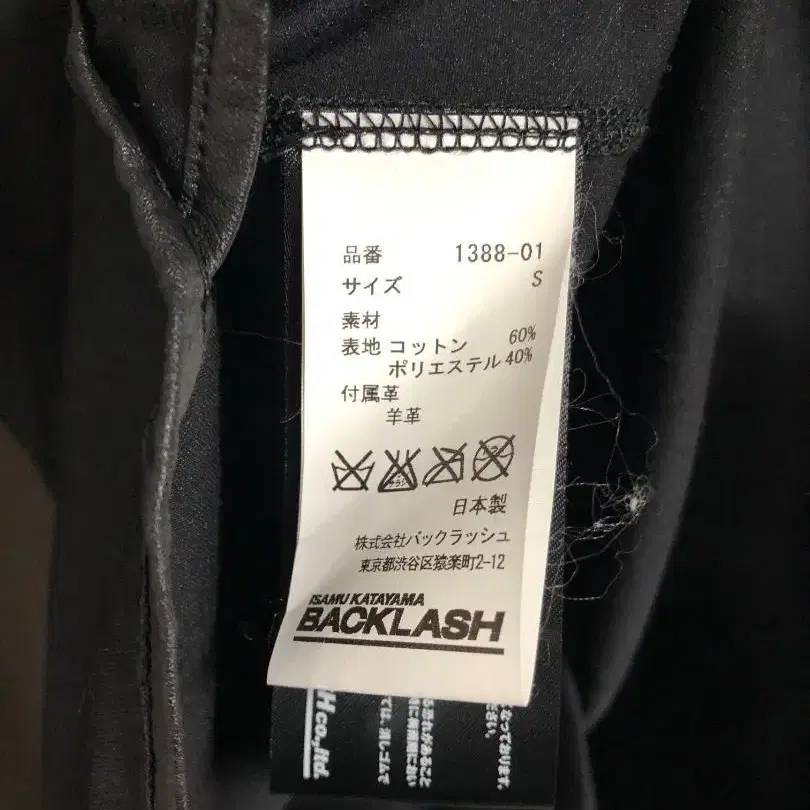 品番 1388-01
サイズ S
素材
表地 コットン 60%
ポリエステル 40%
付属革
羊革
日本製
株式会社バックラッシュ
東京都渋谷区猿楽町2-12
ISAMU KATAYAMA
BACKLASH
H co.,ltd.